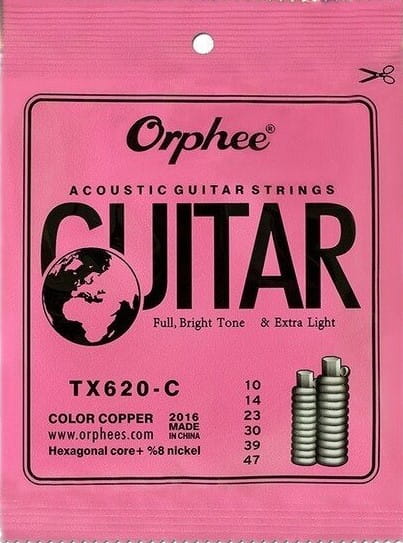 Orphee®
ACOUSTIC GUITAR STRINGS
GUITAR
Full, Bright Tone & Extra Light
TX620-C
COLOR COPPER
www.orphees.com
Hexagonal core+ %8 nickel
2016
MADE
IN CHINA
10
14
23
30
39
47